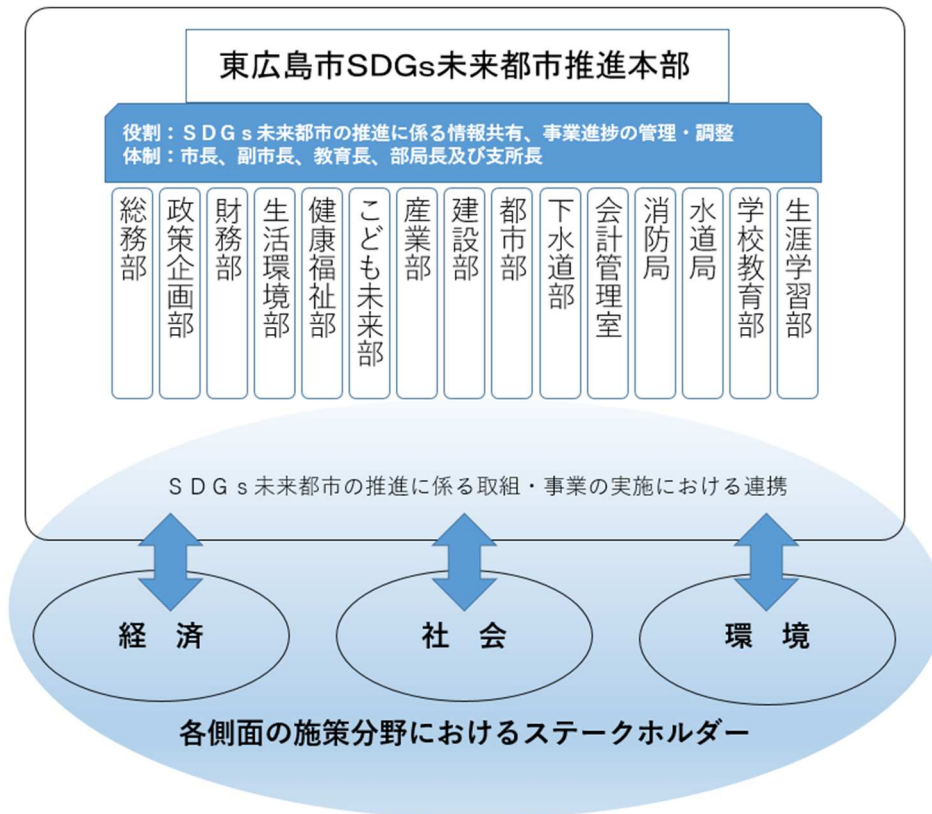 東広島市SDGs未来都市推進本部
役割：ＳＤＧｓ未来都市の推進に係る情報共有、事業進捗の管理・調整
体制：市長、副市長、教育長、部局長及び支所長
総務部
政策企画部
財務部
生活環境部
健康福祉部
こども未来部
産業部
建設部
都市部
下水道部
会計管理室
消防局
水道局
学校教育部
生涯学習部
ＳＤＧｓ未来都市の推進に係る取組・事業の実施における連携
経　済
社　会
環　境
各側面の施策分野におけるステークホルダー